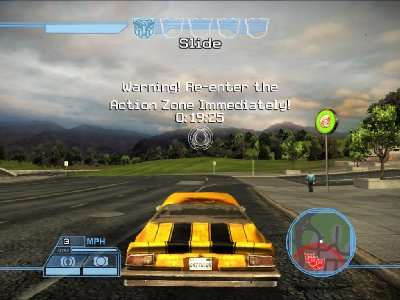 Slide
Warning! Re-enter the
Action Zone Immediately!
0:19:25
3 MPH